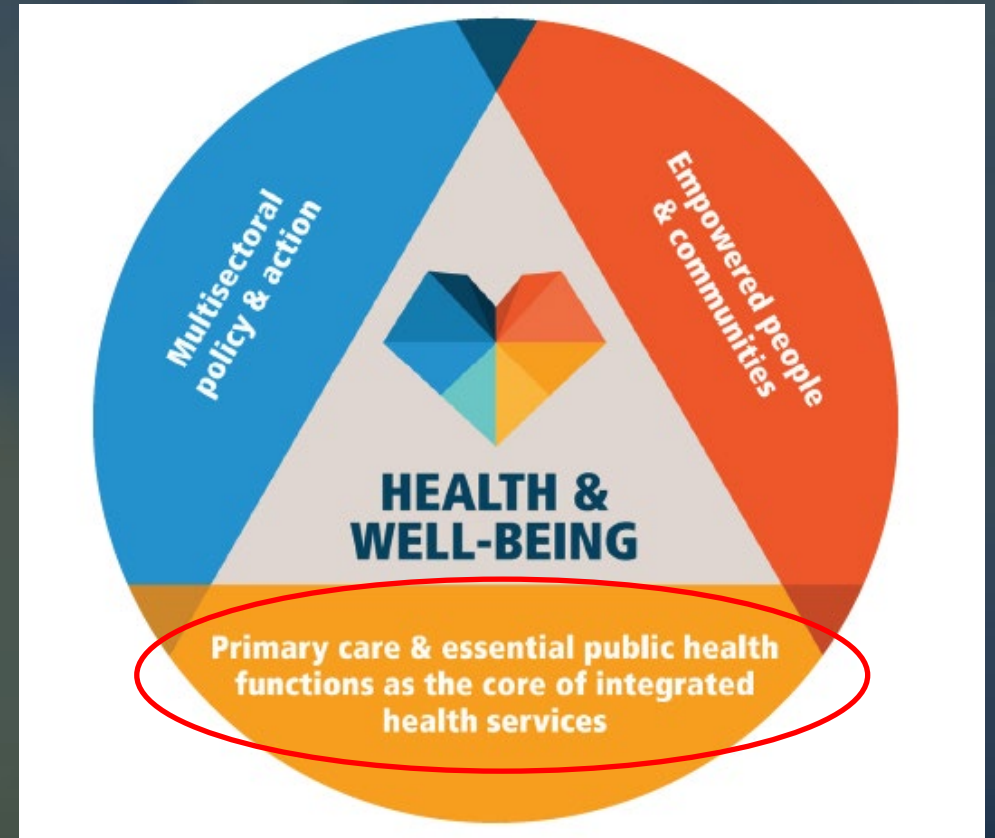 Multisectoral
policy & action
Empowered people
& communities
HEALTH &
WELL-BEING
Primary care & essential public health
functions as the core of integrated
health services